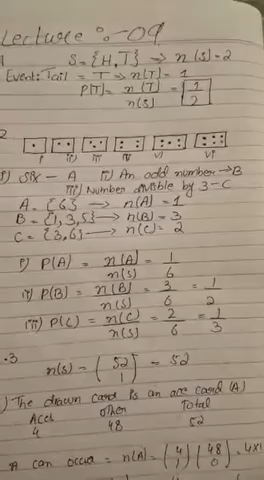 Lecture :-09
S = {H, T} → n(S) = 2
Event: Tail = T ⇒ n(T) = 1
P(T) = n(T) / n(S) = 1/2
2
I II) III IV V VI
i) SIX - A ii) An odd number → B
iii) Number divisible by 3 - C
A = {6} → n(A) = 1
B = {1, 3, 5} → n(B) = 3
C = {3, 6} → n(C) = 2
i) P(A) = n(A) / n(S) = 1/6
ii) P(B) = n(B) / n(S) = 3/6 = 1/2
iii) P(C) = n(C) / n(S) = 2/6 = 1/3
.3
n(S) = (52 1) = 52
) The drawn card is an ace card (A)
Ace other Total
4 48 52
A can occur = n(A) = (4 1) (48 0) = 4x1